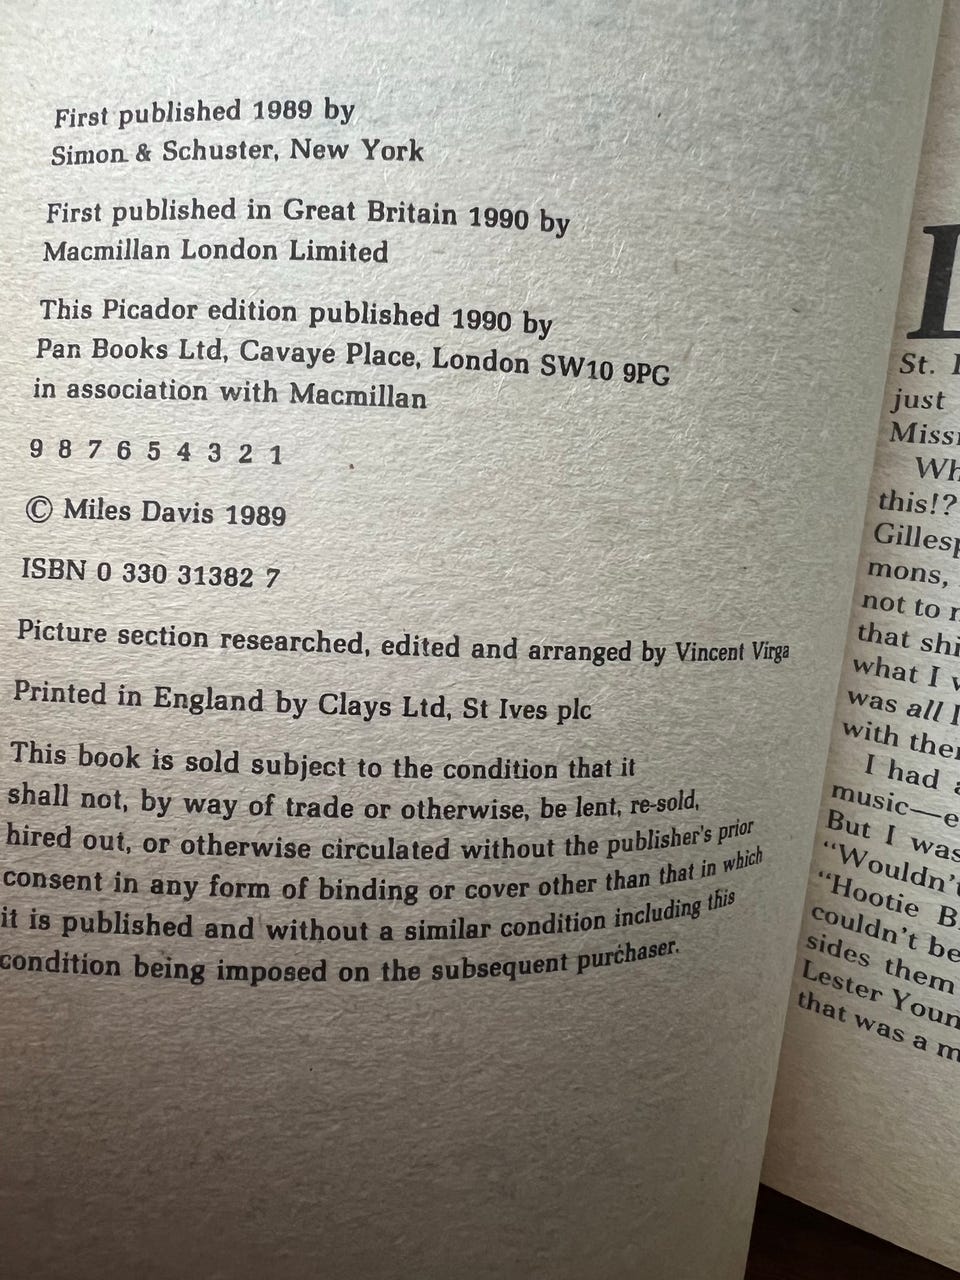 First published 1989 by
Simon & Schuster, New York
First published in Great Britain 1990 by
Macmillan London Limited
This Picador edition published 1990 by
Pan Books Ltd, Cavaye Place, London SW10 9PG
in association with Macmillan
9 8 7 6 5 4 3 2 1
© Miles Davis 1989
ISBN 0 330 31382 7
Picture section researched, edited and arranged by Vincent Virga
Printed in England by Clays Ltd, St Ives plc
This book is sold subject to the condition that it
shall not, by way of trade or otherwise, be lent, re-sold,
hired out, or otherwise circulated without the publisher's prior
consent in any form of binding or cover other than that in which
it is published and without a similar condition including this
condition being imposed on the subsequent purchaser.
St.
just
Miss
Wh
this!?
Gillesp
mons,
not to
that shi
what I
was all
with the
I had
music—e
But I was
"Wouldn't
"Hootie B
couldn't be
sides them
Lester Youn
that was a m